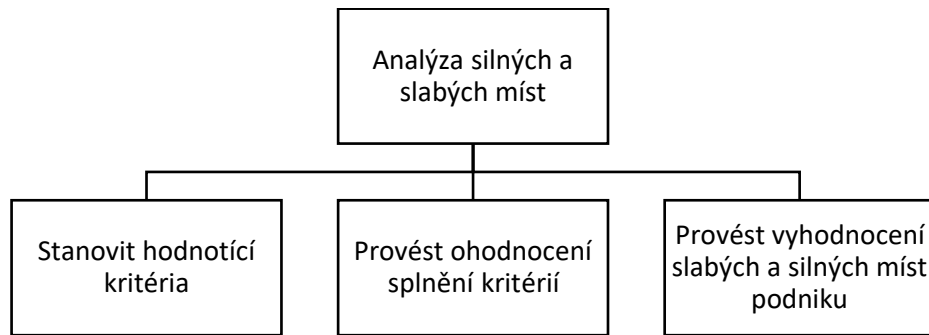 Analýza silných a
slabých míst
Stanovit hodnotící
kritéria
Provést ohodnocení
splnění kritérií
Provést vyhodnocení
slabých a silných míst
podniku